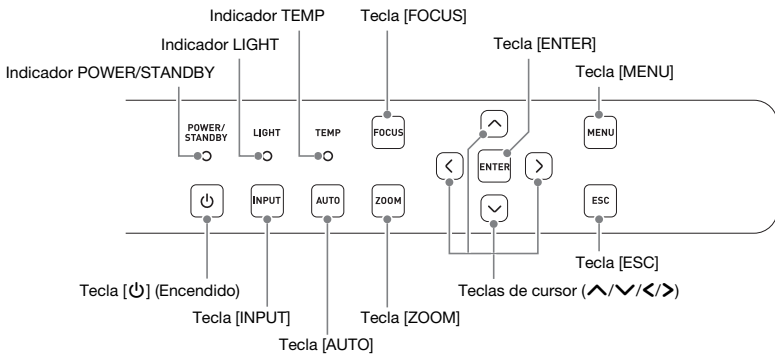 Indicador TEMP
Tecla [FOCUS]
Indicador LIGHT
Tecla [ENTER]
Indicador POWER/STANDBY
Tecla [MENU]
POWER/
STANDBY
LIGHT
TEMP
FOCUS
MENU
ENTER
INPUT
AUTO
ZOOM
ESC
Tecla [ESC]
Tecla [⏻] (Encendido)
Teclas de cursor (∧/∨/</>)
Tecla [INPUT]
Tecla [ZOOM]
Tecla [AUTO]